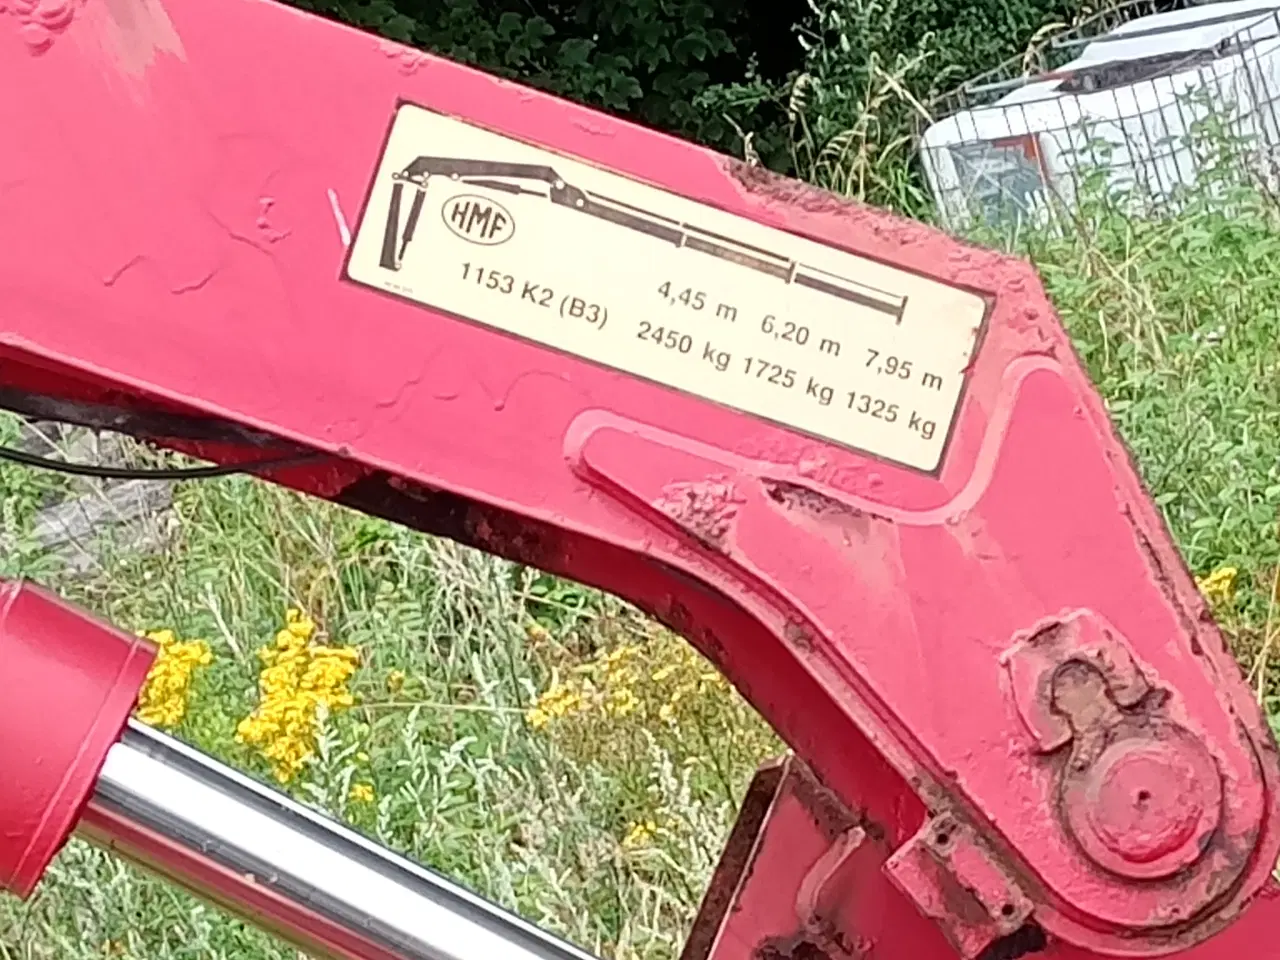 HMF
4,45 m 6,20 m 7,95 m
1153 K2 (B3) 2450 kg 1725 kg 1325 kg